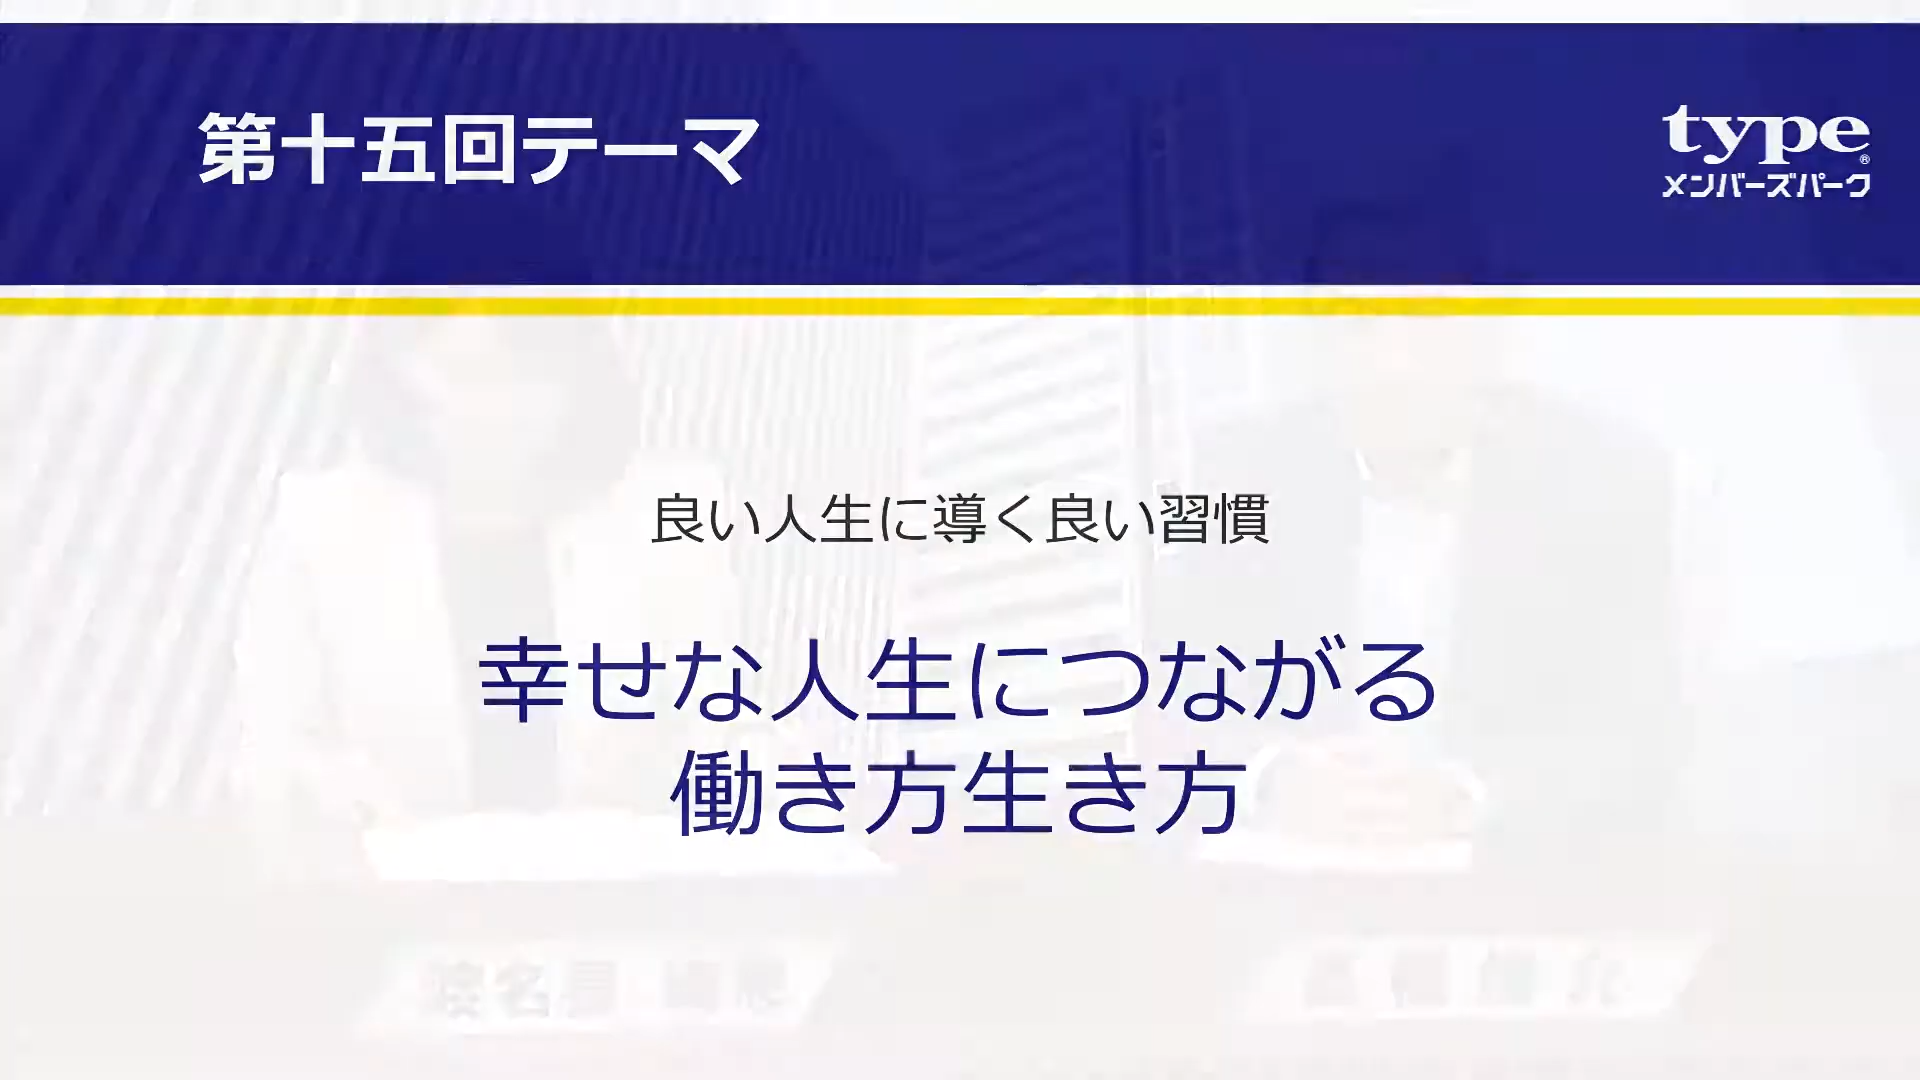 第十五回テーマ
type®
メンバーズパーク
良い人生に導く良い習慣
幸せな人生につながる
働き方生き方